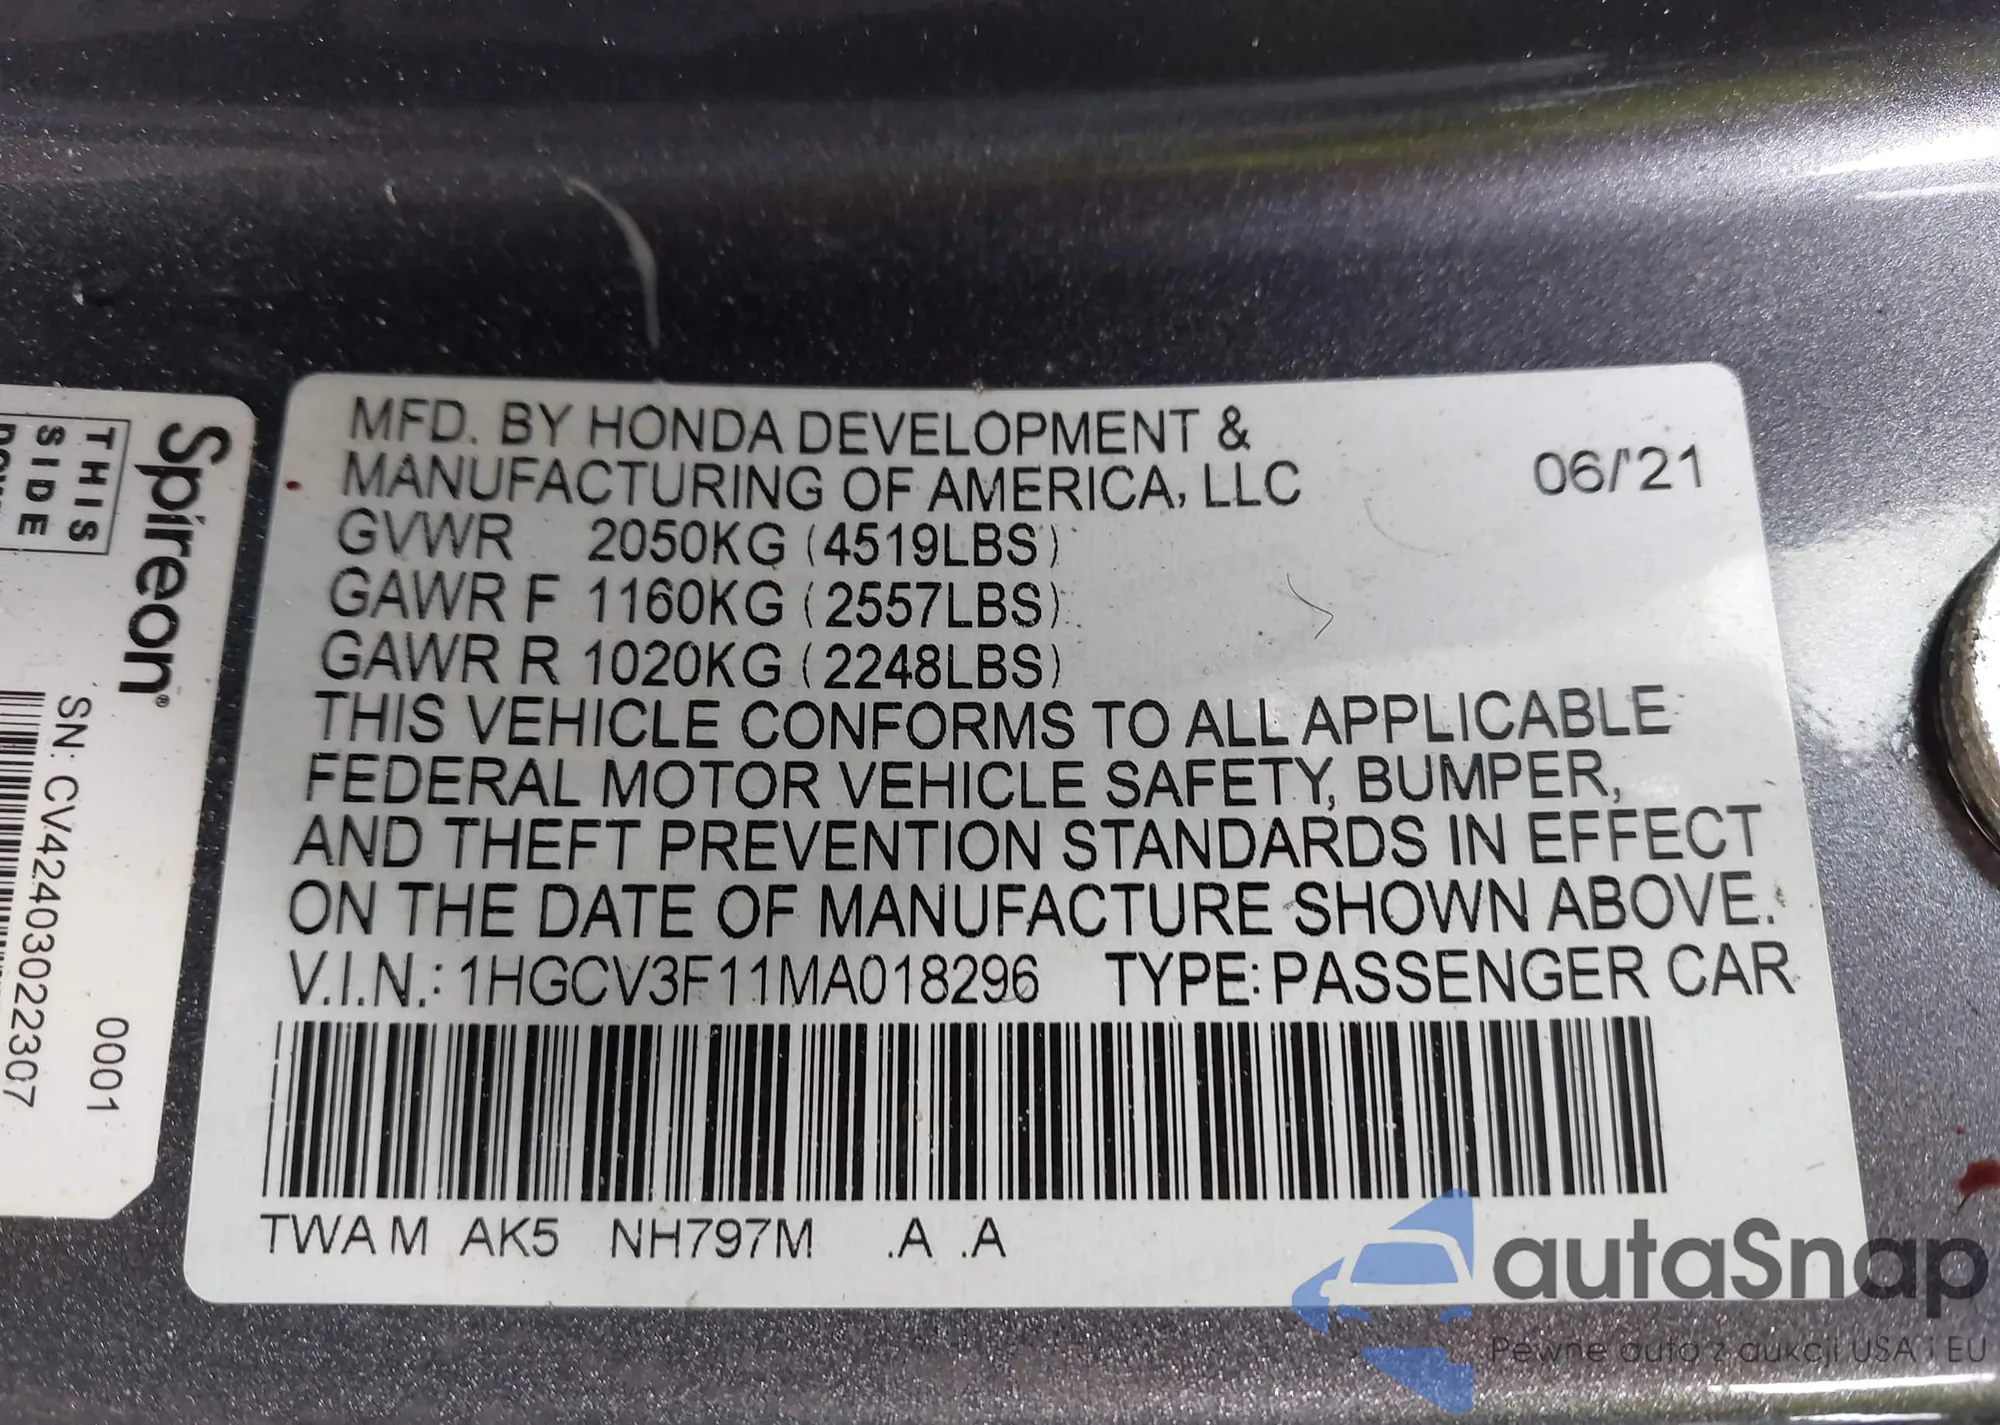 MFD. BY HONDA DEVELOPMENT &
MANUFACTURING OF AMERICA, LLC
06/'21
GVWR 2050KG (4519LBS)
GAWR F 1160KG (2557LBS)
GAWR R 1020KG (2248LBS)
THIS VEHICLE CONFORMS TO ALL APPLICABLE
FEDERAL MOTOR VEHICLE SAFETY, BUMPER,
AND THEFT PREVENTION STANDARDS IN EFFECT
ON THE DATE OF MANUFACTURE SHOWN ABOVE.
V.I.N.: 1HGCV3F11MA018296 TYPE: PASSENGER CAR
TWA M AK5 NH797M .A .A
Spireon®
THIS
SIDE
SN: CV42403022307
0001
autaSnap
Pewne auta z aukcji USA i EU